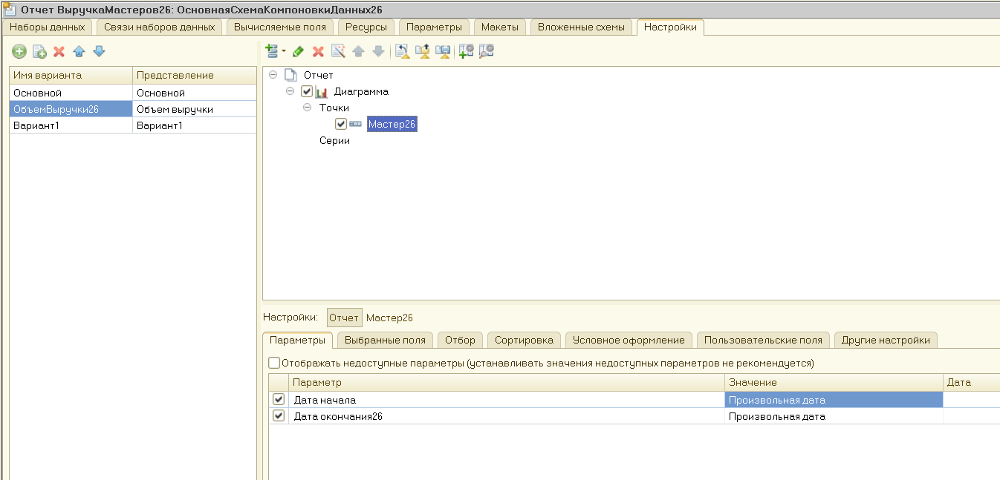 Отчет ВыручкаМастеров26: ОсновнаяСхемаКомпоновкиДанных26
Наборы данных Связи наборов данных Вычисляемые поля Ресурсы Параметры Макеты Вложенные схемы Настройки
Имя варианта Представление
Основной Основной
ОбъемВыручки26 Объем выручки
Вариант1 Вариант1
Отчет
Диаграмма
Точки
Мастер26
Серии
Настройки: Отчет Мастер26
Параметры Выбранные поля Отбор Сортировка Условное оформление Пользовательские поля Другие настройки
Отображать недоступные параметры (устанавливать значения недоступных параметров не рекомендуется)
Параметр Значение Дата
Дата начала Произвольная дата
Дата окончания26 Произвольная дата